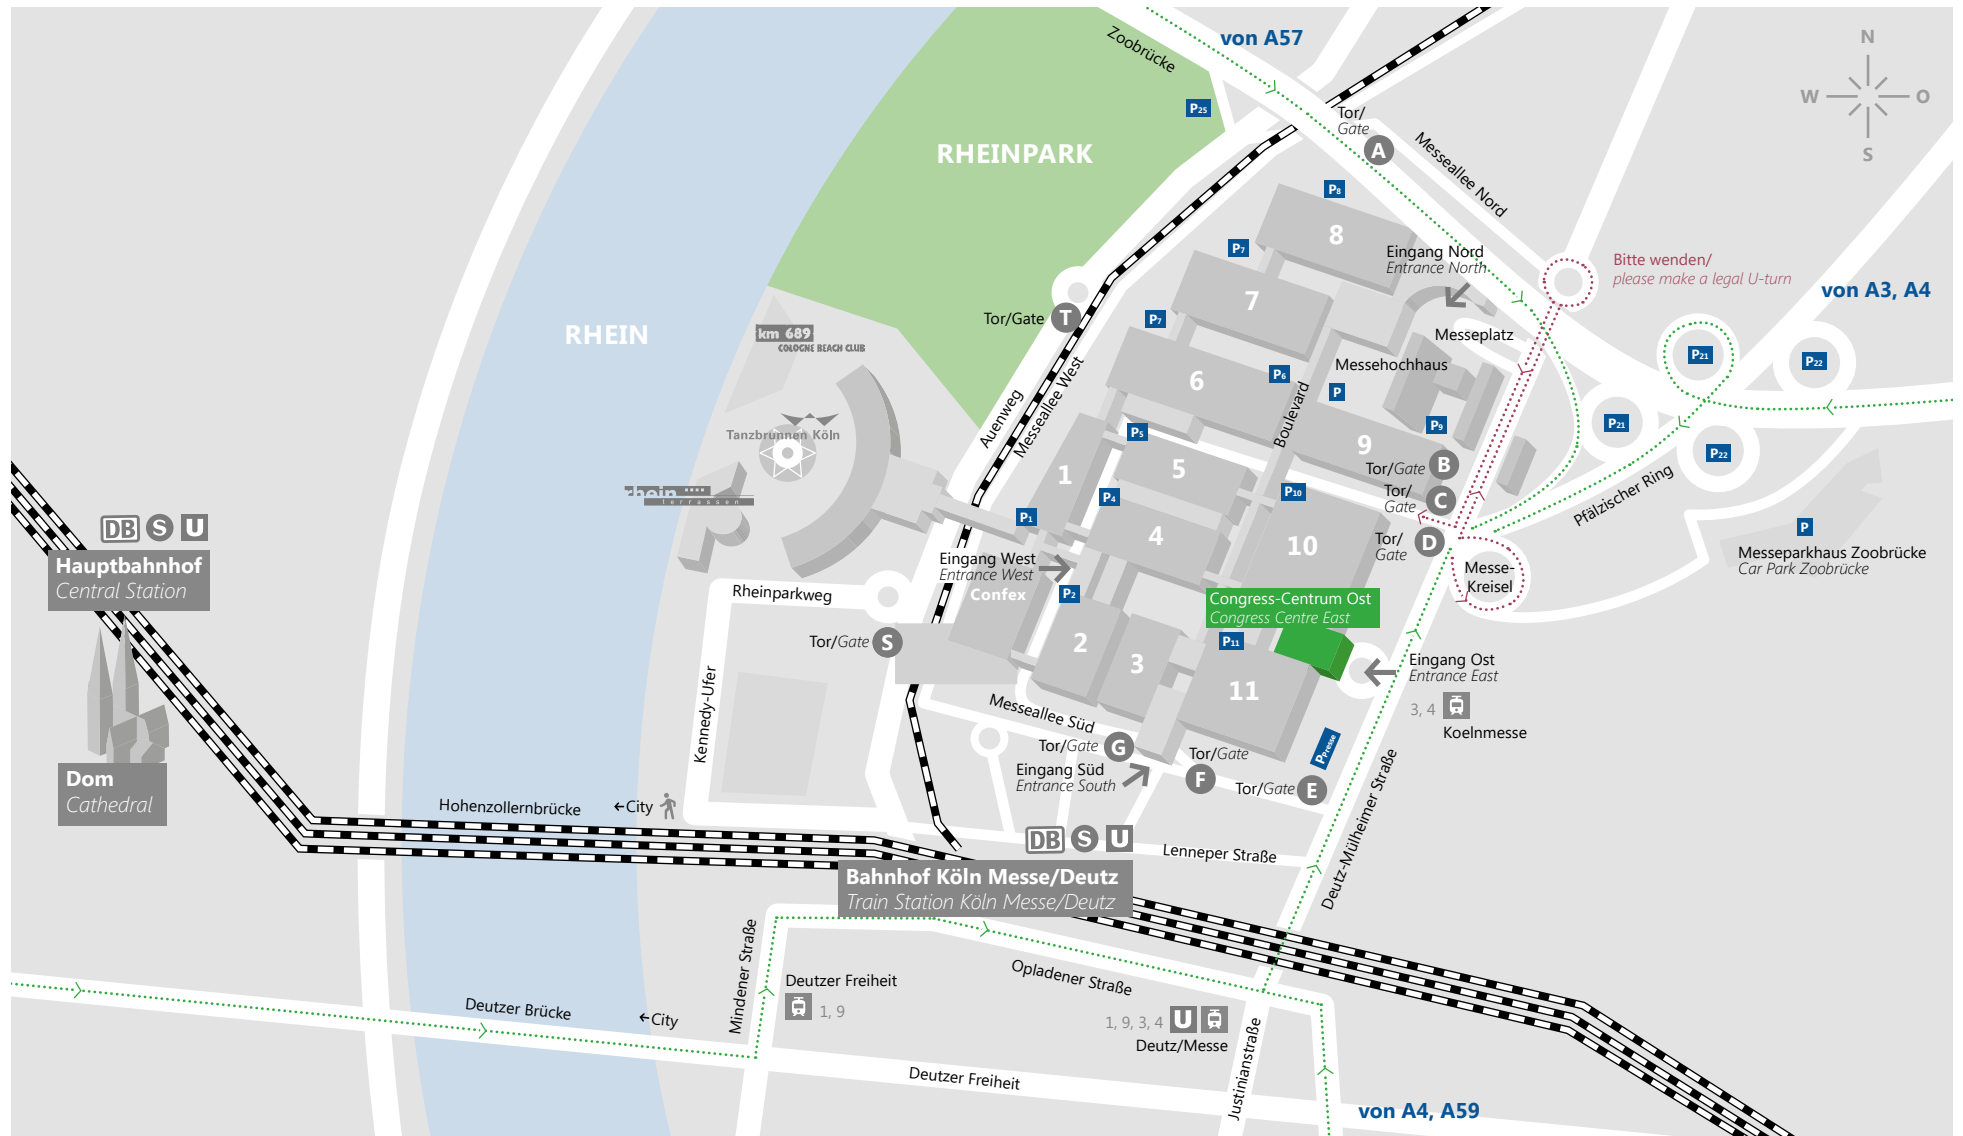 von A57
Zoobrücke
N
W
O
S
P25
Tor/
Gate
A
Messeallee Nord
RHEINPARK
P8
8
P7
Eingang Nord
Entrance North
Bitte wenden/
please make a legal U-turn
von A3, A4
7
Tor/Gate T
P7
RHEIN
km 689
COLOGNE BEACH CLUB
Messeplatz
Messehochhaus
P21
P22
6
P6
P
Messeallee West
Auenweg
Boulevard
Tanzbrunnen Köln
P5
9
P9
P21
P22
1
5
Tor/Gate B
Tor/
Gate
C
rhein
terrassen
P4
P10
Pfälzischer Ring
P1
4
10
Tor/
Gate
D
P
Messeparkhaus Zoobrücke
Car Park Zoobrücke
DB S U
Hauptbahnhof
Central Station
Eingang West
Entrance West
Confex
Messe-
Kreisel
Rheinparkweg
P2
Congress-Centrum Ost
Congress Centre East
Tor/Gate S
2
3
P11
11
Eingang Ost
Entrance East
3, 4
Koelnmesse
Kennedy-Ufer
Messeallee Süd
Tor/Gate G
Tor/Gate
F
PPresse
Eingang Süd
Entrance South
Tor/Gate E
Dom
Cathedral
Hohenzollernbrücke
City
Deutz-Mülheimer Straße
DB S U
Lenneper Straße
Bahnhof Köln Messe/Deutz
Train Station Köln Messe/Deutz
Mindener Straße
Opladener Straße
Deutzer Freiheit
1, 9
Deutzer Brücke
City
1, 9, 3, 4 U
Deutz/Messe
Justinianstraße
Deutzer Freiheit
von A4, A59